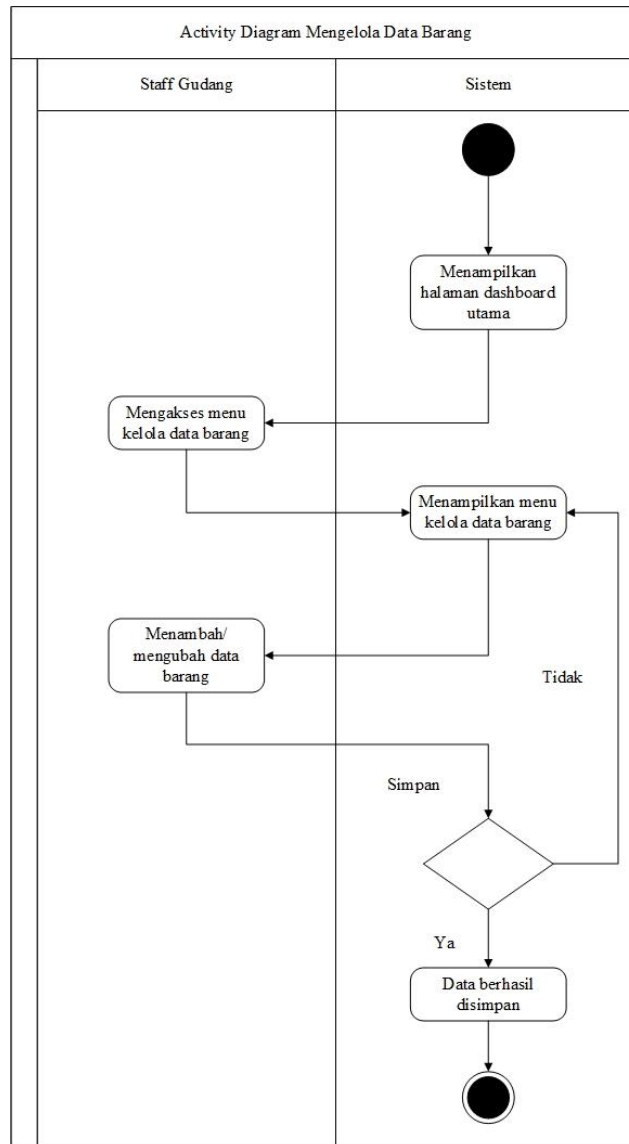 Activity Diagram Mengelola Data Barang
Staff Gudang
Sistem
Menampilkan
halaman dashboard
utama
Mengakses menu
kelola data barang
Menampilkan menu
kelola data barang
Menambah/
mengubah data
barang
Tidak
Simpan
Ya
Data berhasil
disimpan